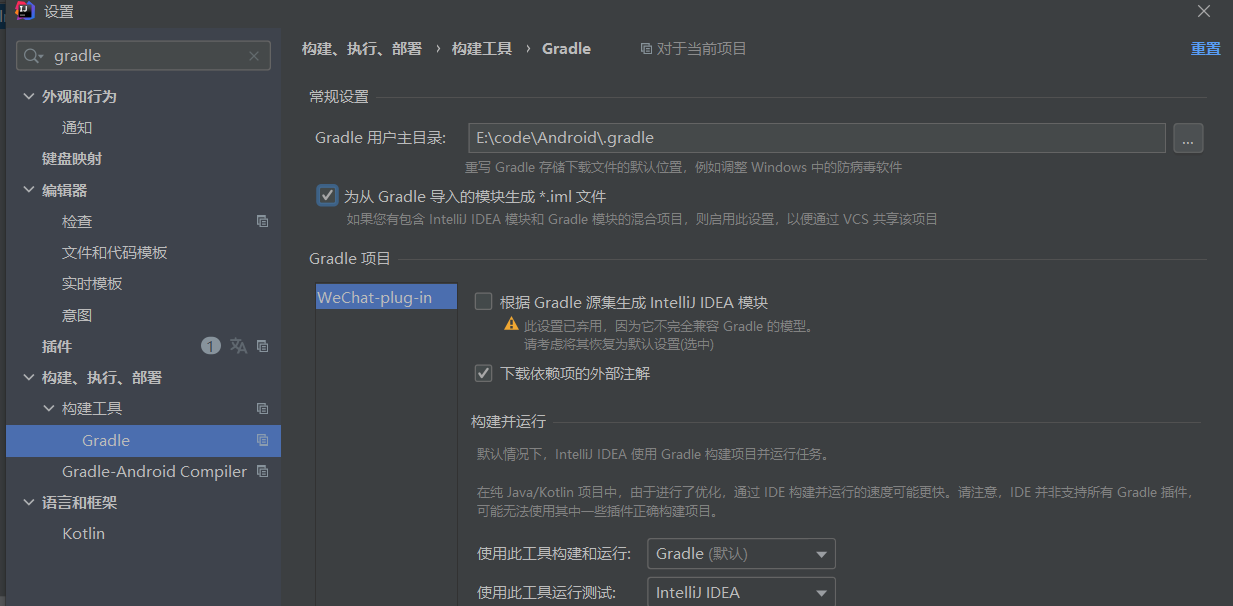 设置
gradle
外观和行为
通知
键盘映射
编辑器
检查
文件和代码模板
实时模板
意图
插件 1
构建、执行、部署
构建工具
Gradle
Gradle-Android Compiler
语言和框架
Kotlin
构建、执行、部署 › 构建工具 › Gradle 对于当前项目 重置
常规设置
Gradle 用户主目录: E:\code\Android\.gradle ...
重写 Gradle 存储下载文件的默认位置，例如调整 Windows 中的防病毒软件
为从 Gradle 导入的模块生成 *.iml 文件
如果您有包含 IntelliJ IDEA 模块和 Gradle 模块的混合项目，则启用此设置，以便通过 VCS 共享该项目
Gradle 项目
WeChat-plug-in
根据 Gradle 源集生成 IntelliJ IDEA 模块
此设置已弃用，因为它不完全兼容 Gradle 的模型。
请考虑将其恢复为默认设置(选中)
下载依赖项的外部注解
构建并运行
默认情况下，IntelliJ IDEA 使用 Gradle 构建项目并运行任务。
在纯 Java/Kotlin 项目中，由于进行了优化，通过 IDE 构建并运行的速度可能更快。请注意，IDE 并非支持所有 Gradle 插件，
可能无法使用其中一些插件正确构建项目。
使用此工具构建和运行: Gradle (默认)
使用此工具运行测试: IntelliJ IDEA